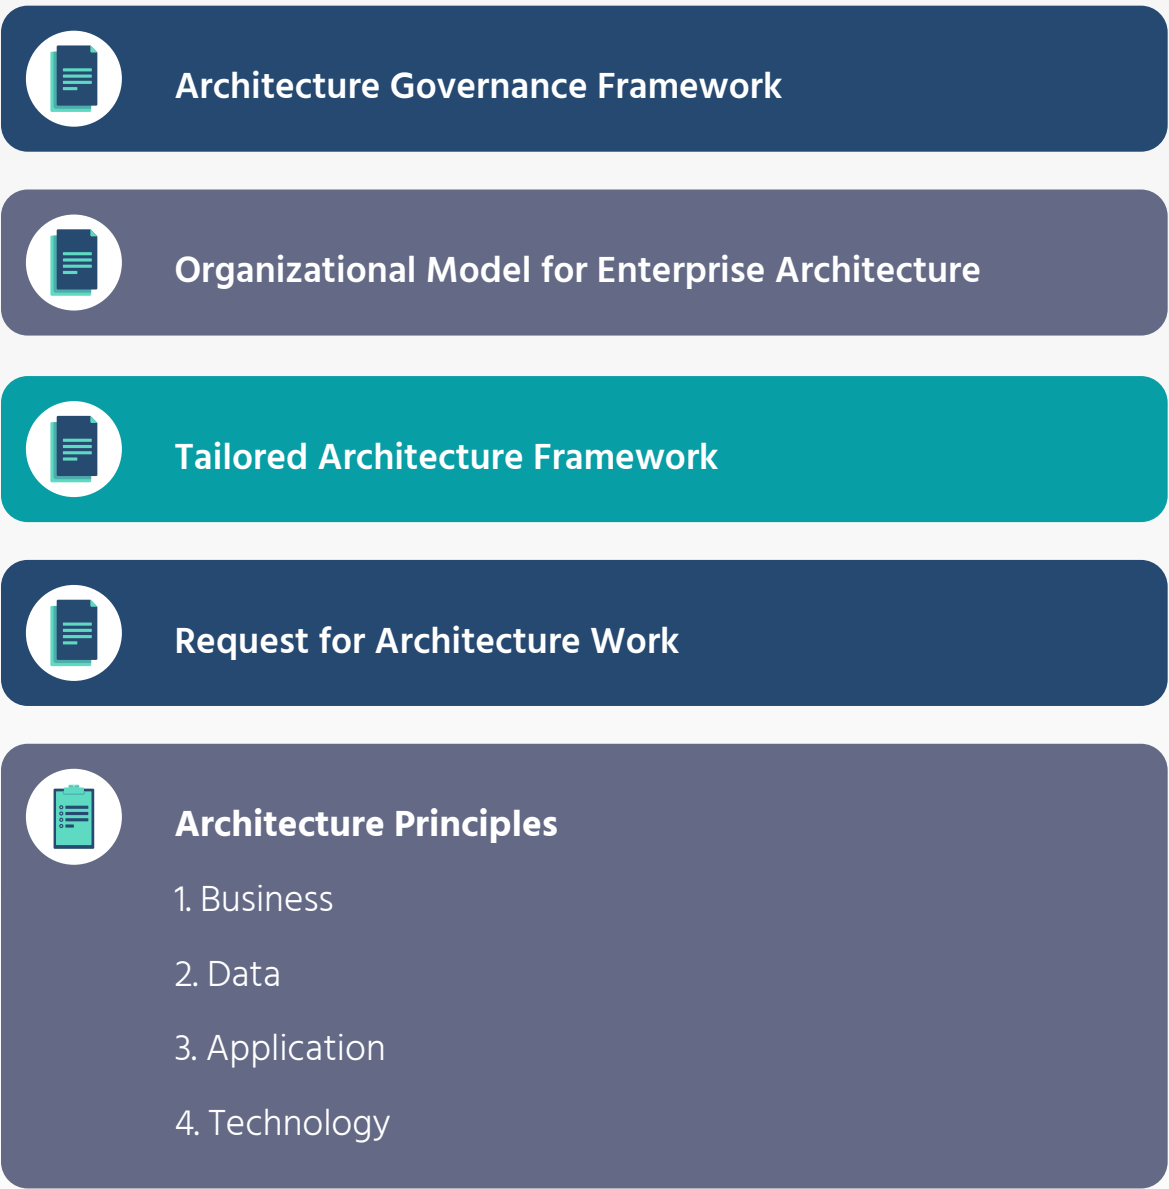 Architecture Governance Framework
Organizational Model for Enterprise Architecture
Tailored Architecture Framework
Request for Architecture Work
Architecture Principles
1. Business
2. Data
3. Application
4. Technology